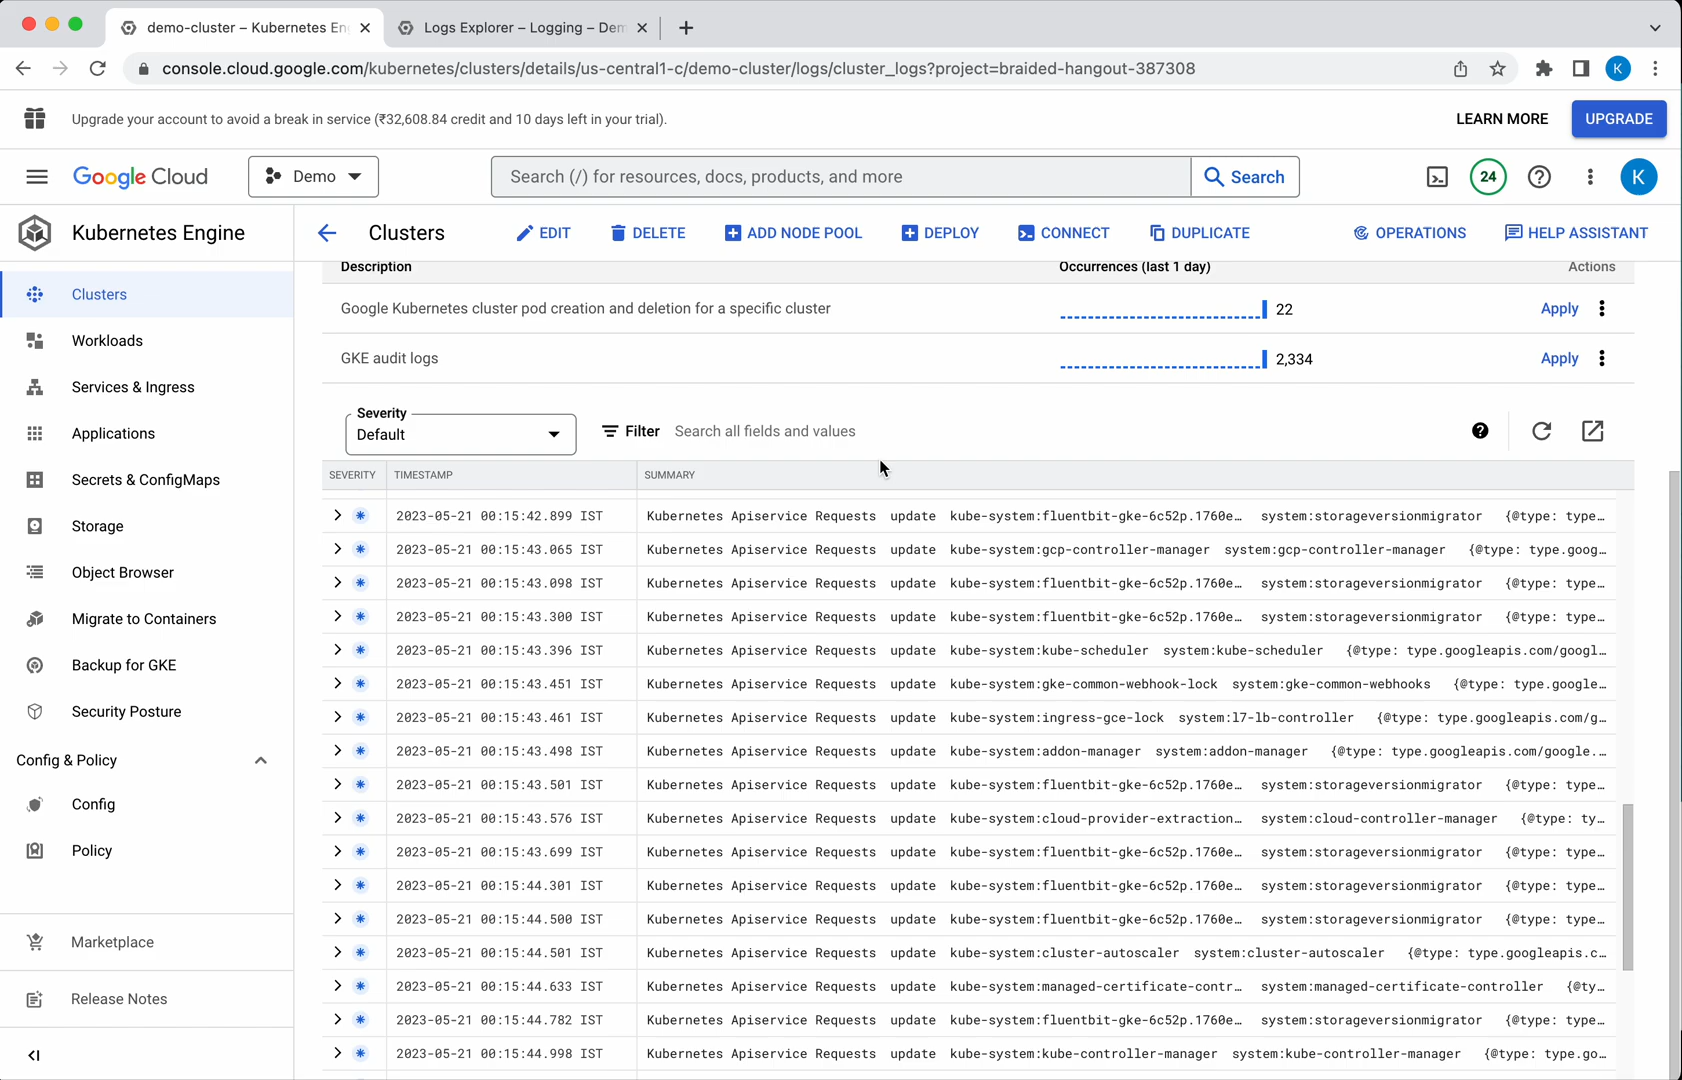 demo-cluster – Kubernetes En
Logs Explorer – Logging – Dem
console.cloud.google.com/kubernetes/clusters/details/us-central1-c/demo-cluster/logs/cluster_logs?project=braided-hangout-387308
K
Upgrade your account to avoid a break in service (₹32,608.84 credit and 10 days left in your trial).
LEARN MORE
UPGRADE
Google Cloud
Demo
Search (/) for resources, docs, products, and more
Search
24
K
Kubernetes Engine
Clusters
EDIT
DELETE
ADD NODE POOL
DEPLOY
CONNECT
DUPLICATE
OPERATIONS
HELP ASSISTANT
Clusters
Workloads
Services & Ingress
Applications
Secrets & ConfigMaps
Storage
Object Browser
Migrate to Containers
Backup for GKE
Security Posture
Config & Policy
Config
Policy
Marketplace
Release Notes
Description Occurrences (last 1 day) Actions
Google Kubernetes cluster pod creation and deletion for a specific cluster 22 Apply
GKE audit logs 2,334 Apply
Severity
Default
Filter Search all fields and values
SEVERITY TIMESTAMP SUMMARY
2023-05-21 00:15:42.899 IST Kubernetes Apiservice Requests update kube-system:fluentbit-gke-6c52p.1760e… system:storageversionmigrator {@type: type…
2023-05-21 00:15:43.065 IST Kubernetes Apiservice Requests update kube-system:gcp-controller-manager system:gcp-controller-manager {@type: type.goog…
2023-05-21 00:15:43.098 IST Kubernetes Apiservice Requests update kube-system:fluentbit-gke-6c52p.1760e… system:storageversionmigrator {@type: type…
2023-05-21 00:15:43.300 IST Kubernetes Apiservice Requests update kube-system:fluentbit-gke-6c52p.1760e… system:storageversionmigrator {@type: type…
2023-05-21 00:15:43.396 IST Kubernetes Apiservice Requests update kube-system:kube-scheduler system:kube-scheduler {@type: type.googleapis.com/googl…
2023-05-21 00:15:43.451 IST Kubernetes Apiservice Requests update kube-system:gke-common-webhook-lock system:gke-common-webhooks {@type: type.google…
2023-05-21 00:15:43.461 IST Kubernetes Apiservice Requests update kube-system:ingress-gce-lock system:l7-lb-controller {@type: type.googleapis.com/g…
2023-05-21 00:15:43.498 IST Kubernetes Apiservice Requests update kube-system:addon-manager system:addon-manager {@type: type.googleapis.com/google.…
2023-05-21 00:15:43.501 IST Kubernetes Apiservice Requests update kube-system:fluentbit-gke-6c52p.1760e… system:storageversionmigrator {@type: type…
2023-05-21 00:15:43.576 IST Kubernetes Apiservice Requests update kube-system:cloud-provider-extraction… system:cloud-controller-manager {@type: ty…
2023-05-21 00:15:43.699 IST Kubernetes Apiservice Requests update kube-system:fluentbit-gke-6c52p.1760e… system:storageversionmigrator {@type: type…
2023-05-21 00:15:44.301 IST Kubernetes Apiservice Requests update kube-system:fluentbit-gke-6c52p.1760e… system:storageversionmigrator {@type: type…
2023-05-21 00:15:44.500 IST Kubernetes Apiservice Requests update kube-system:fluentbit-gke-6c52p.1760e… system:storageversionmigrator {@type: type…
2023-05-21 00:15:44.501 IST Kubernetes Apiservice Requests update kube-system:cluster-autoscaler system:cluster-autoscaler {@type: type.googleapis.c…
2023-05-21 00:15:44.633 IST Kubernetes Apiservice Requests update kube-system:managed-certificate-contr… system:managed-certificate-controller {@ty…
2023-05-21 00:15:44.782 IST Kubernetes Apiservice Requests update kube-system:fluentbit-gke-6c52p.1760e… system:storageversionmigrator {@type: type…
2023-05-21 00:15:44.998 IST Kubernetes Apiservice Requests update kube-system:kube-controller-manager system:kube-controller-manager {@type: type.go…